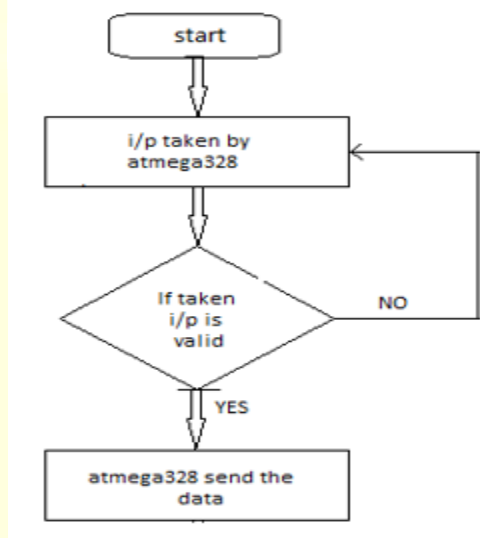 start
i/p taken by
atmega328
If taken
i/p is
valid
NO
YES
atmega328 send the
data